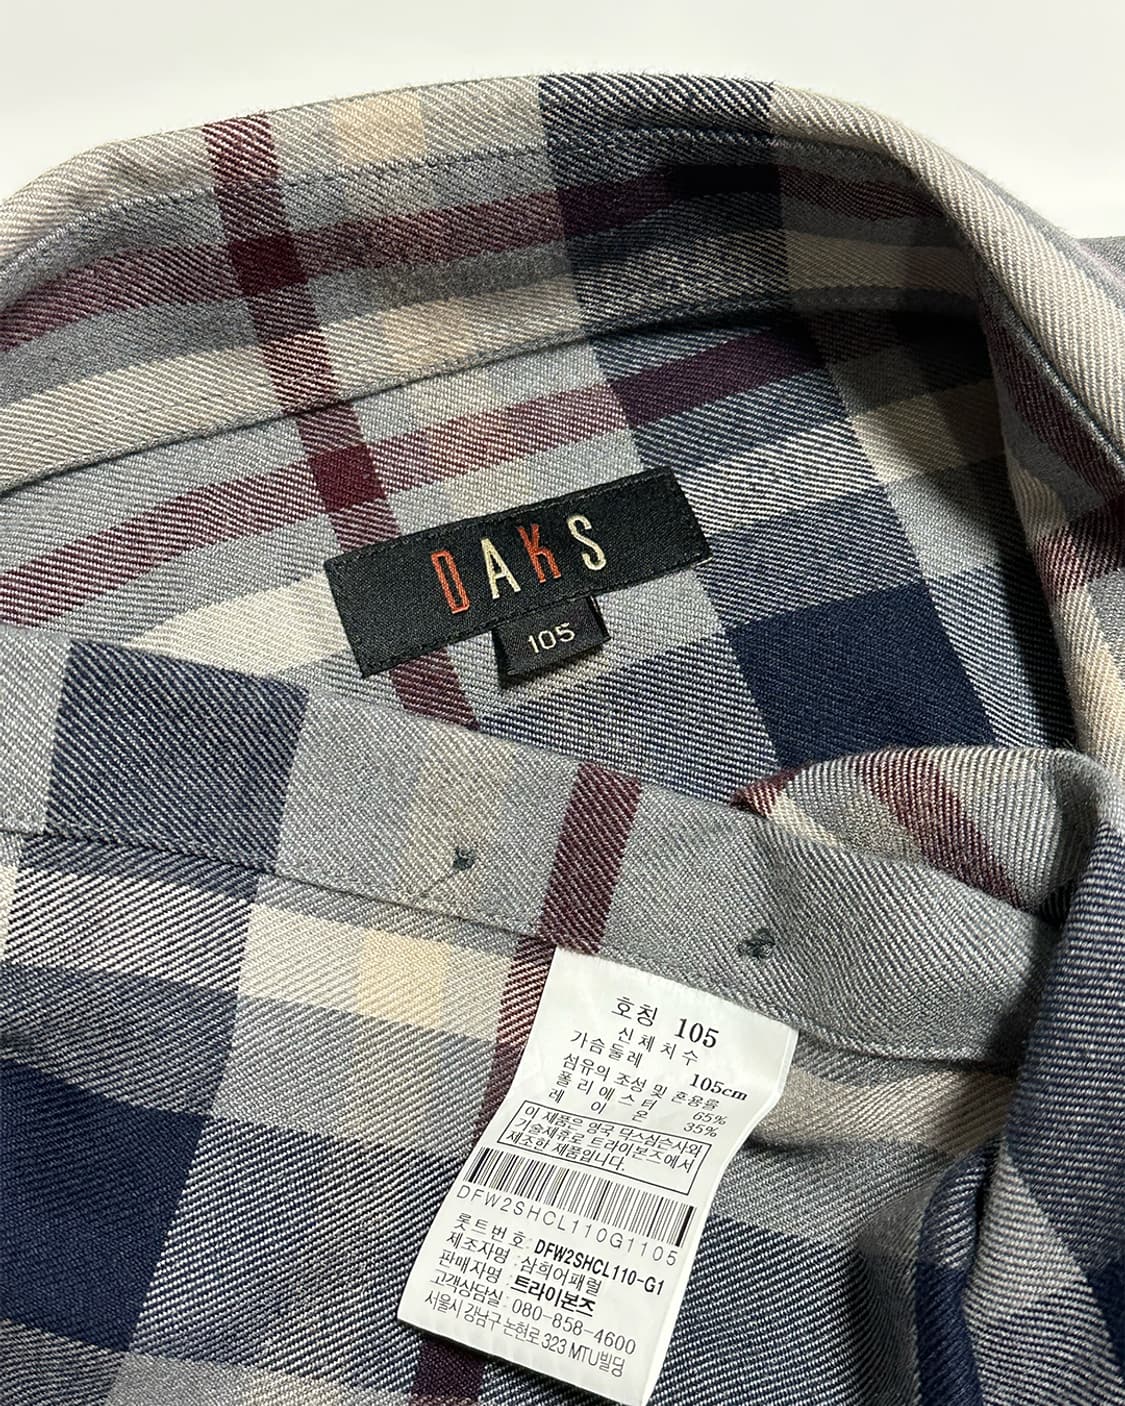 DAKS
105
호칭 105
신체치수
가슴둘레 105cm
섬유의 조성 및 혼용률
폴리에스터 65%
레이온 35%
이 제품은 영국 닥스심슨사와
기술제휴로 트라이본즈에서
제조한 제품입니다.
DFW2SHCL110G1105
롯트번호: DFW2SHCL110-G1
제조자명: 삼희어패럴
판매자명: 트라이본즈
고객상담실: 080-858-4600
서울시 강남구 논현로 323 MTU빌딩